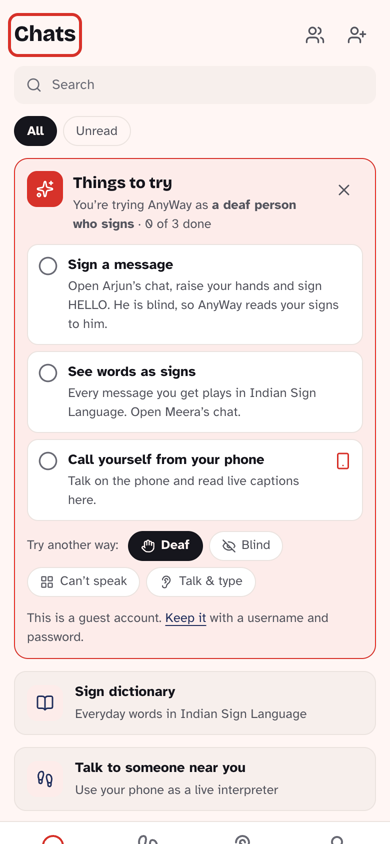 Chats
Search
All
Unread
Things to try
You're trying AnyWay as a deaf person
who signs · 0 of 3 done
Sign a message
Open Arjun's chat, raise your hands and sign
HELLO. He is blind, so AnyWay reads your signs
to him.
See words as signs
Every message you get plays in Indian Sign
Language. Open Meera's chat.
Call yourself from your phone
Talk on the phone and read live captions
here.
Try another way:
Deaf
Blind
Can't speak
Talk & type
This is a guest account. Keep it with a username and
password.
Sign dictionary
Everyday words in Indian Sign Language
Talk to someone near you
Use your phone as a live interpreter